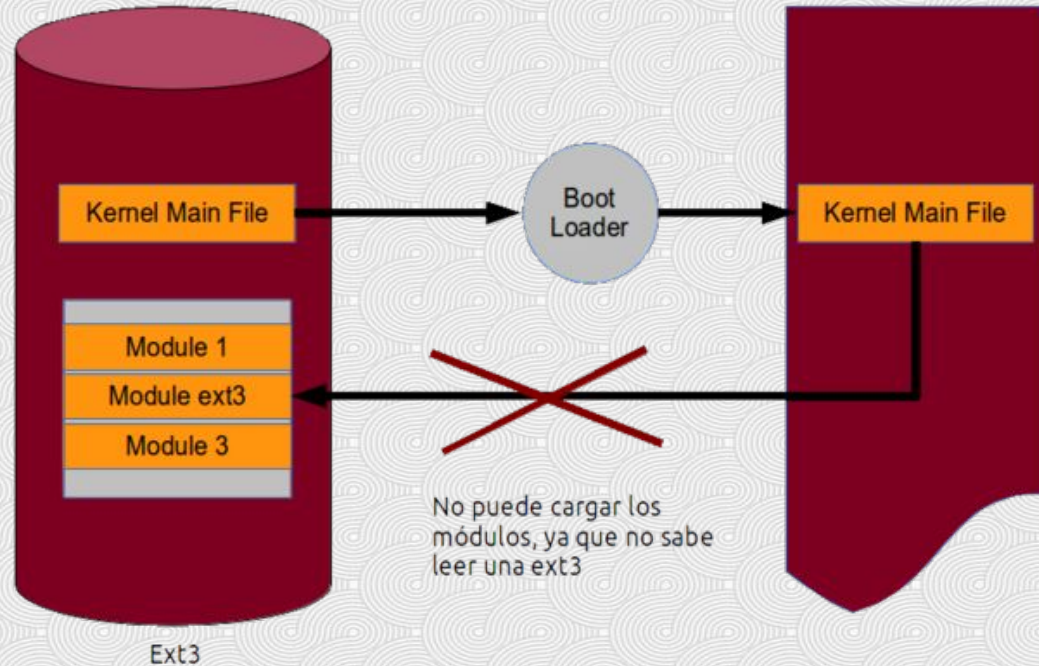 Kernel Main File
Boot
Loader
Kernel Main File
Module 1
Module ext3
Module 3
No puede cargar los
módulos, ya que no sabe
leer una ext3
Ext3